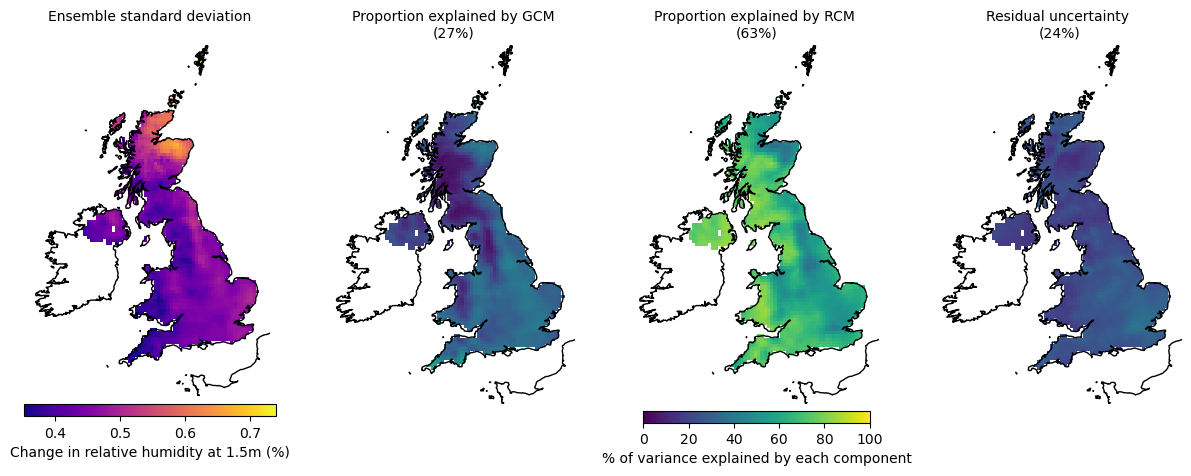 Ensemble standard deviation
Proportion explained by GCM
(27%)
Proportion explained by RCM
(63%)
Residual uncertainty
(24%)
0.4 0.5 0.6 0.7
Change in relative humidity at 1.5m (%)
0 20 40 60 80 100
% of variance explained by each component